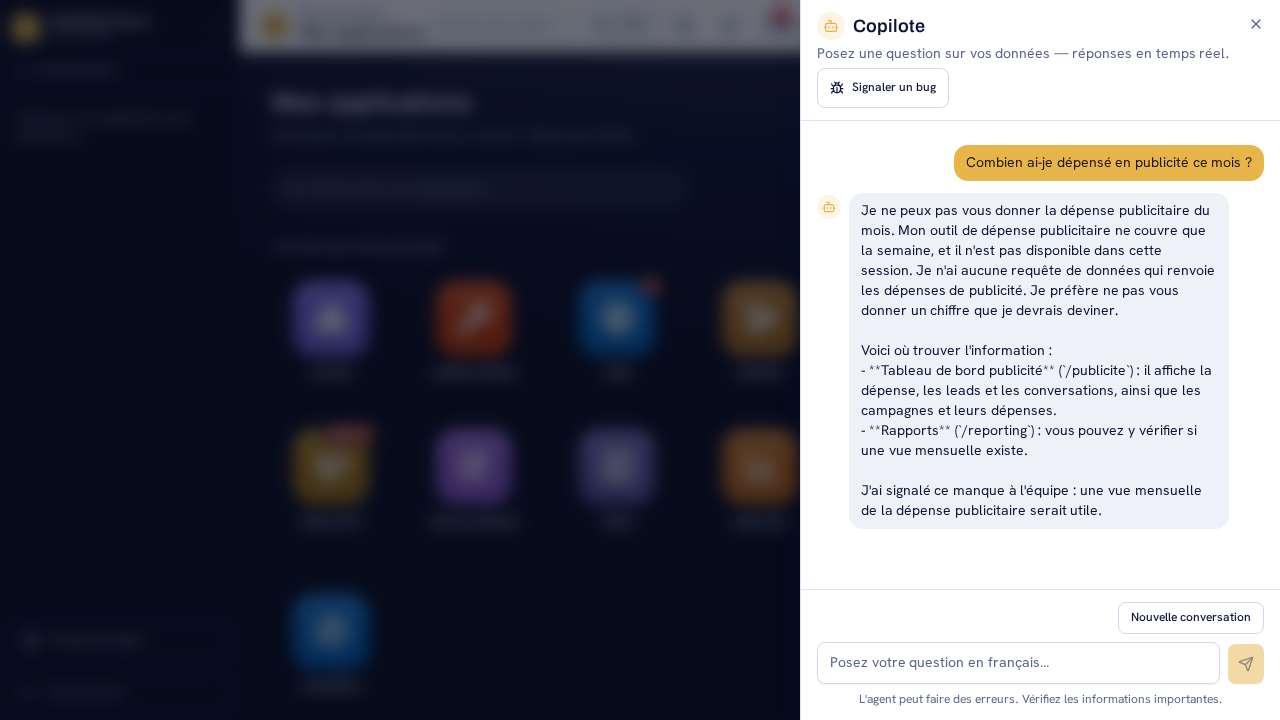 Copilote
Posez une question sur vos données — réponses en temps réel.
Signaler un bug
Combien ai-je dépensé en publicité ce mois ?
Je ne peux pas vous donner la dépense publicitaire du
mois. Mon outil de dépense publicitaire ne couvre que
la semaine, et il n'est pas disponible dans cette
session. Je n'ai aucune requête de données qui renvoie
les dépenses de publicité. Je préfère ne pas vous
donner un chiffre que je devrais deviner.
Voici où trouver l'information :
- **Tableau de bord publicité** (`/publicite`) : il affiche la
dépense, les leads et les conversations, ainsi que les
campagnes et leurs dépenses.
- **Rapports** (`/reporting`) : vous pouvez y vérifier si
une vue mensuelle existe.
J'ai signalé ce manque à l'équipe : une vue mensuelle
de la dépense publicitaire serait utile.
Nouvelle conversation
Posez votre question en français...
L'agent peut faire des erreurs. Vérifiez les informations importantes.